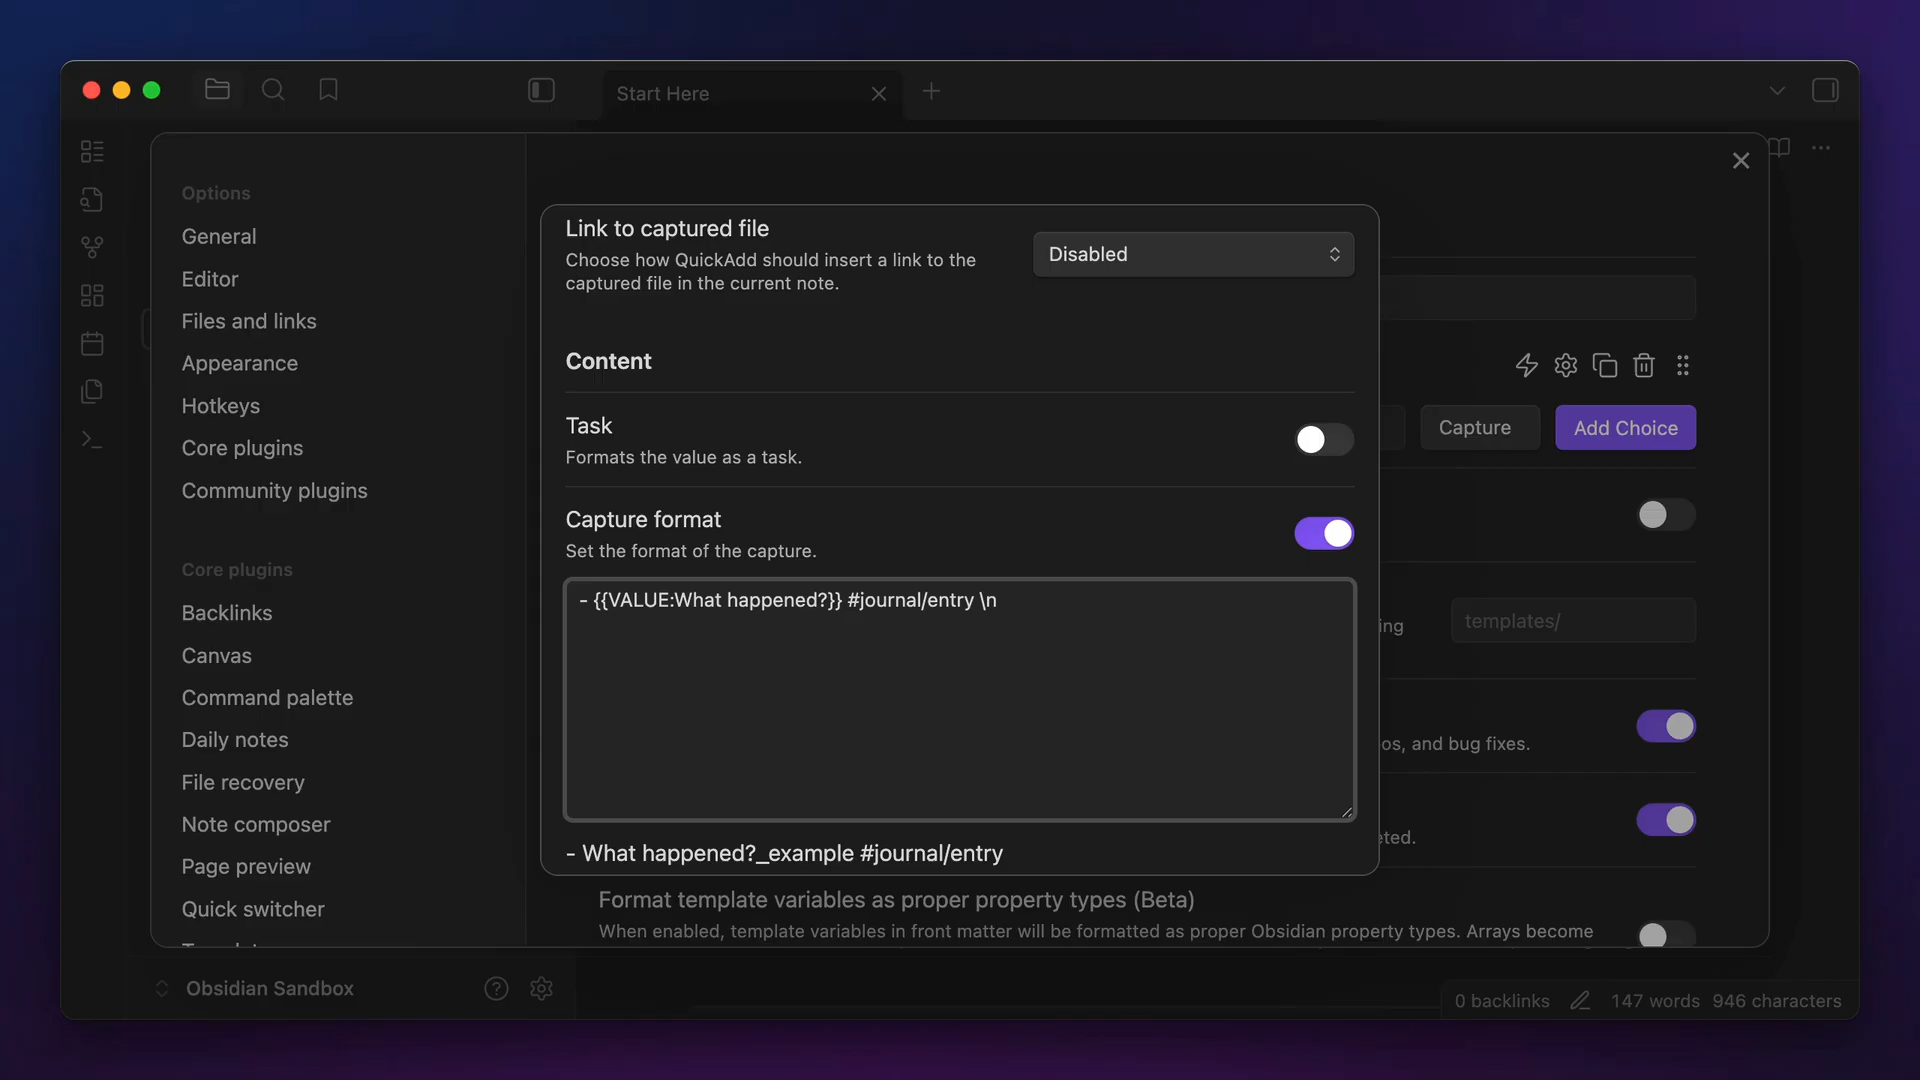 Start Here
Options
General
Editor
Files and links
Appearance
Hotkeys
Core plugins
Community plugins
Core plugins
Backlinks
Canvas
Command palette
Daily notes
File recovery
Note composer
Page preview
Quick switcher
Obsidian Sandbox
Link to captured file
Choose how QuickAdd should insert a link to the
captured file in the current note.
Disabled
Content
Task
Formats the value as a task.
Capture format
Set the format of the capture.
- {{VALUE:What happened?}} #journal/entry \n
- What happened?_example #journal/entry
Capture
Add Choice
ing
templates/
os, and bug fixes.
eted.
Format template variables as proper property types (Beta)
When enabled, template variables in front matter will be formatted as proper Obsidian property types. Arrays become
0 backlinks
147 words
946 characters